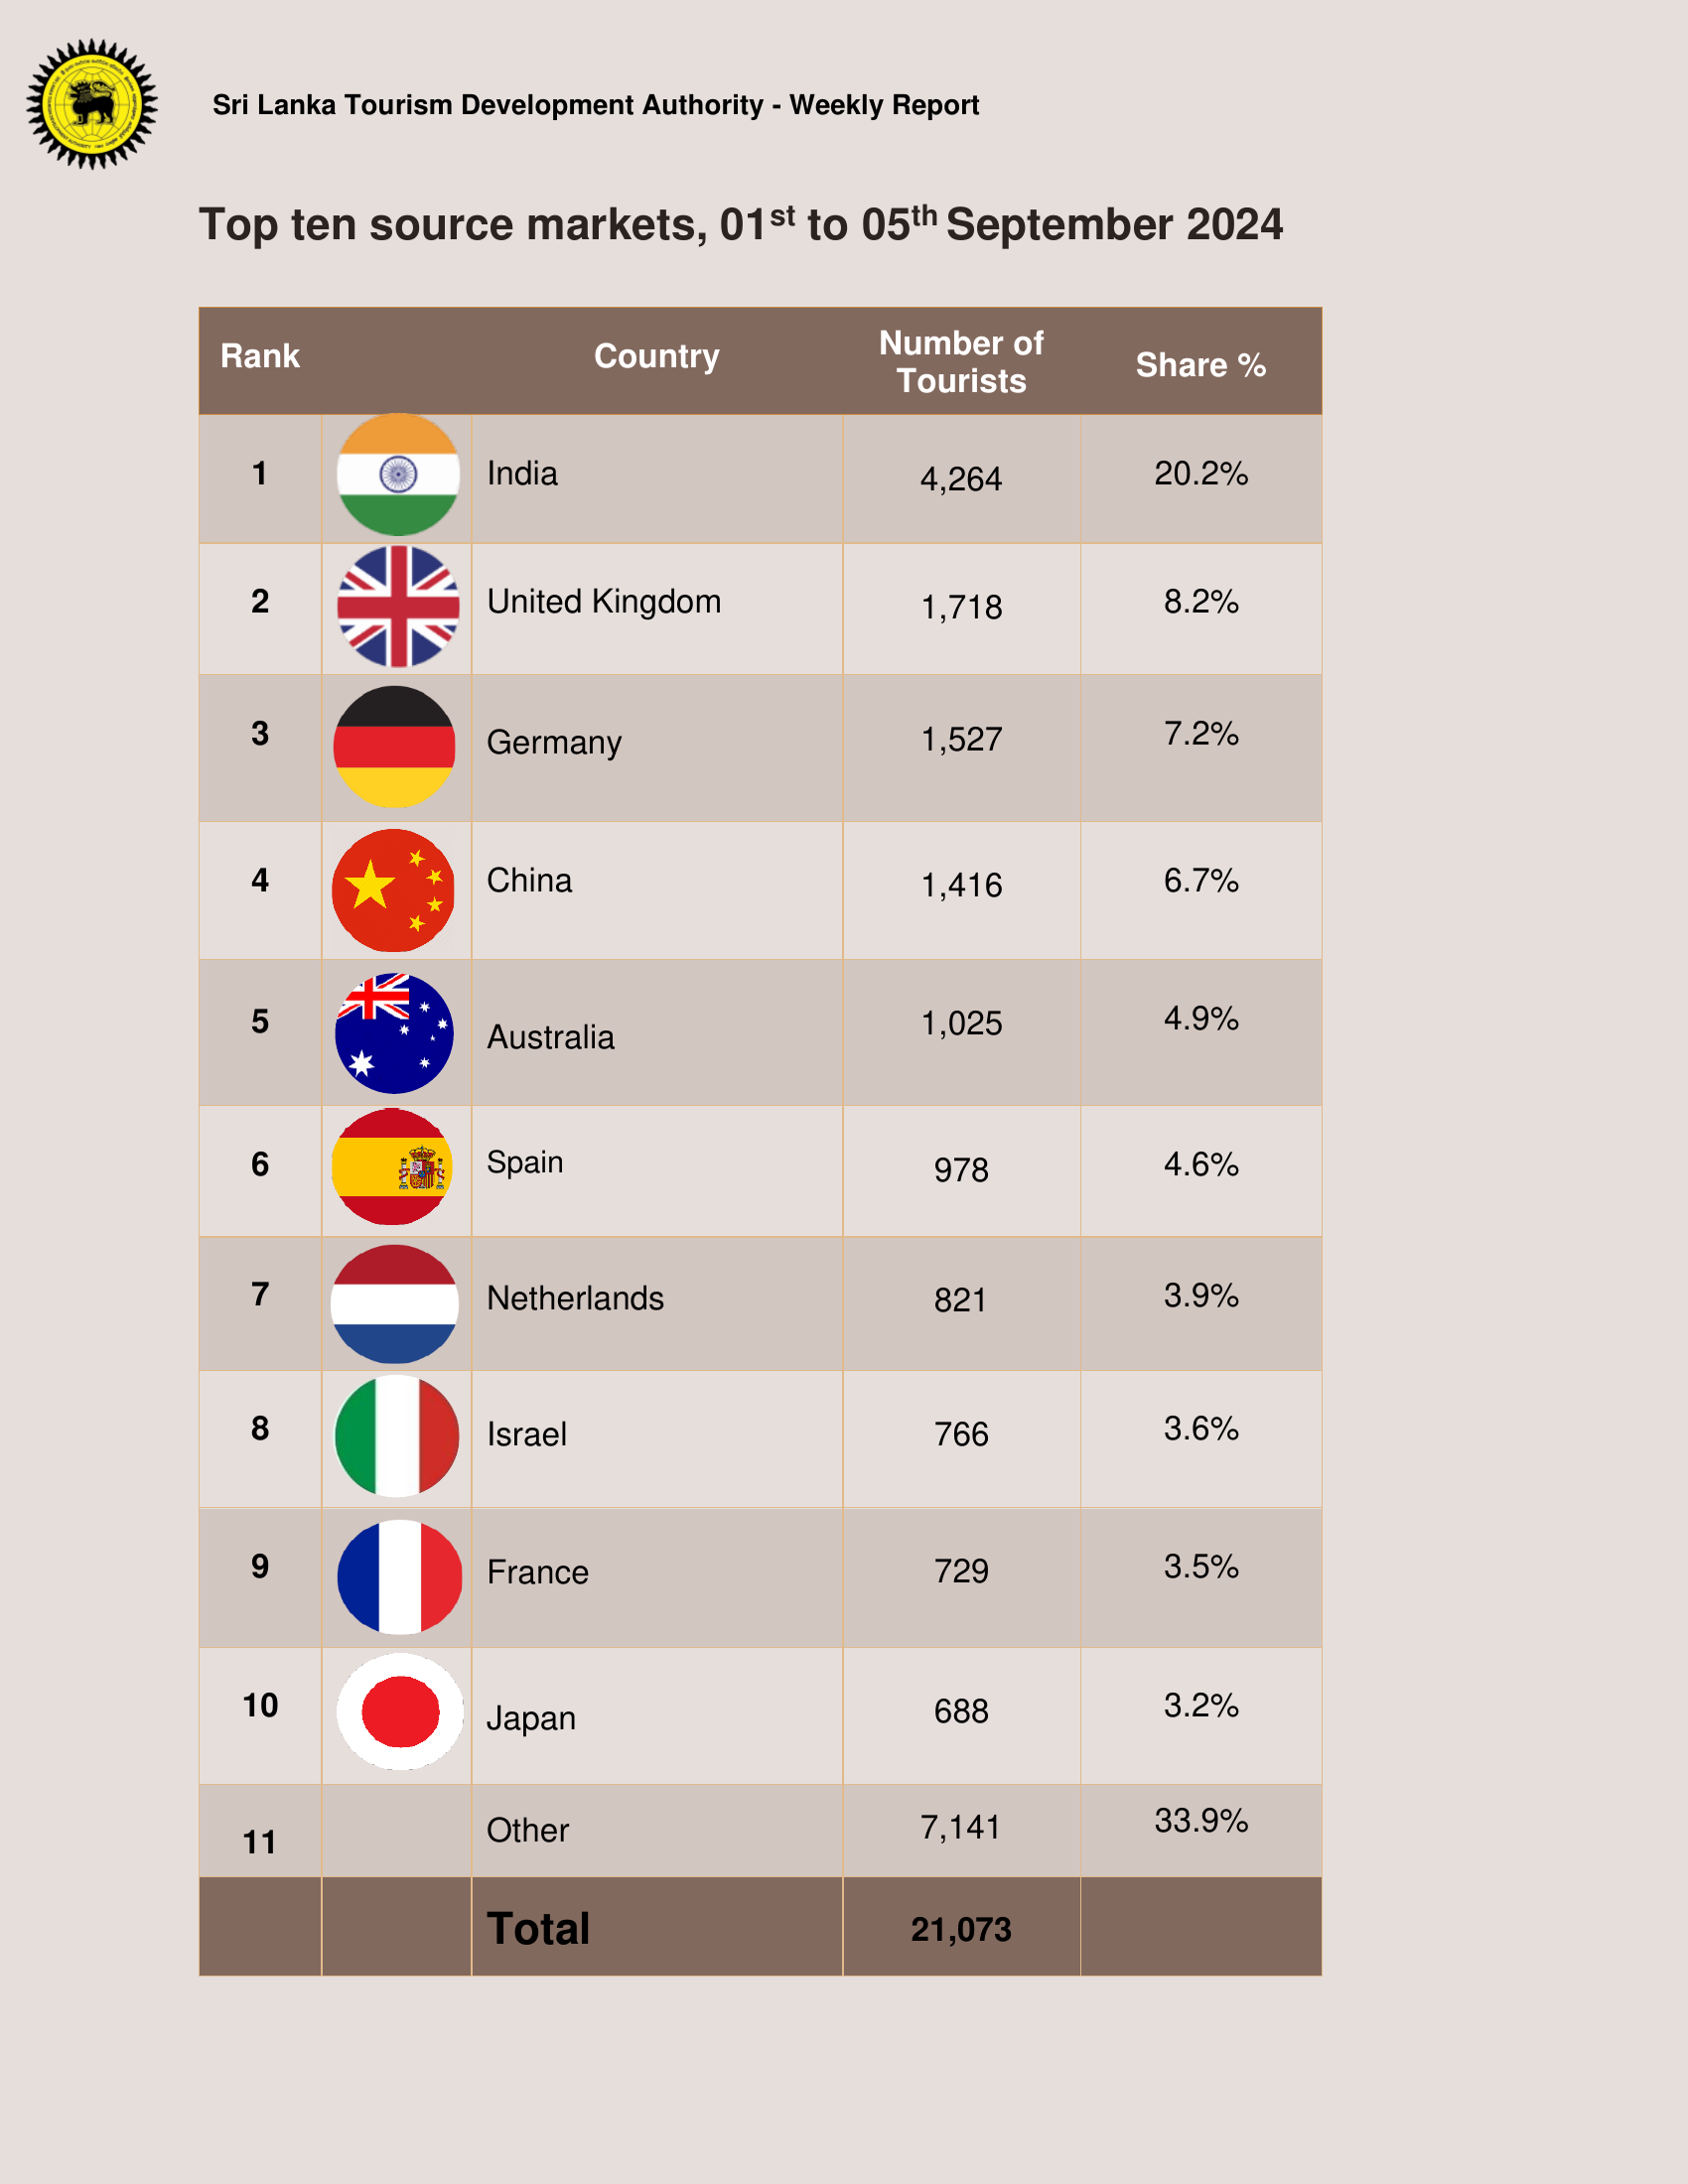 Sri Lanka Tourism Development Authority - Weekly Report
Top ten source markets, 01st to 05th September 2024
Rank Country Number of Tourists Share %
1 India 4,264 20.2%
2 United Kingdom 1,718 8.2%
3 Germany 1,527 7.2%
4 China 1,416 6.7%
5 Australia 1,025 4.9%
6 Spain 978 4.6%
7 Netherlands 821 3.9%
8 Israel 766 3.6%
9 France 729 3.5%
10 Japan 688 3.2%
11 Other 7,141 33.9%
Total 21,073